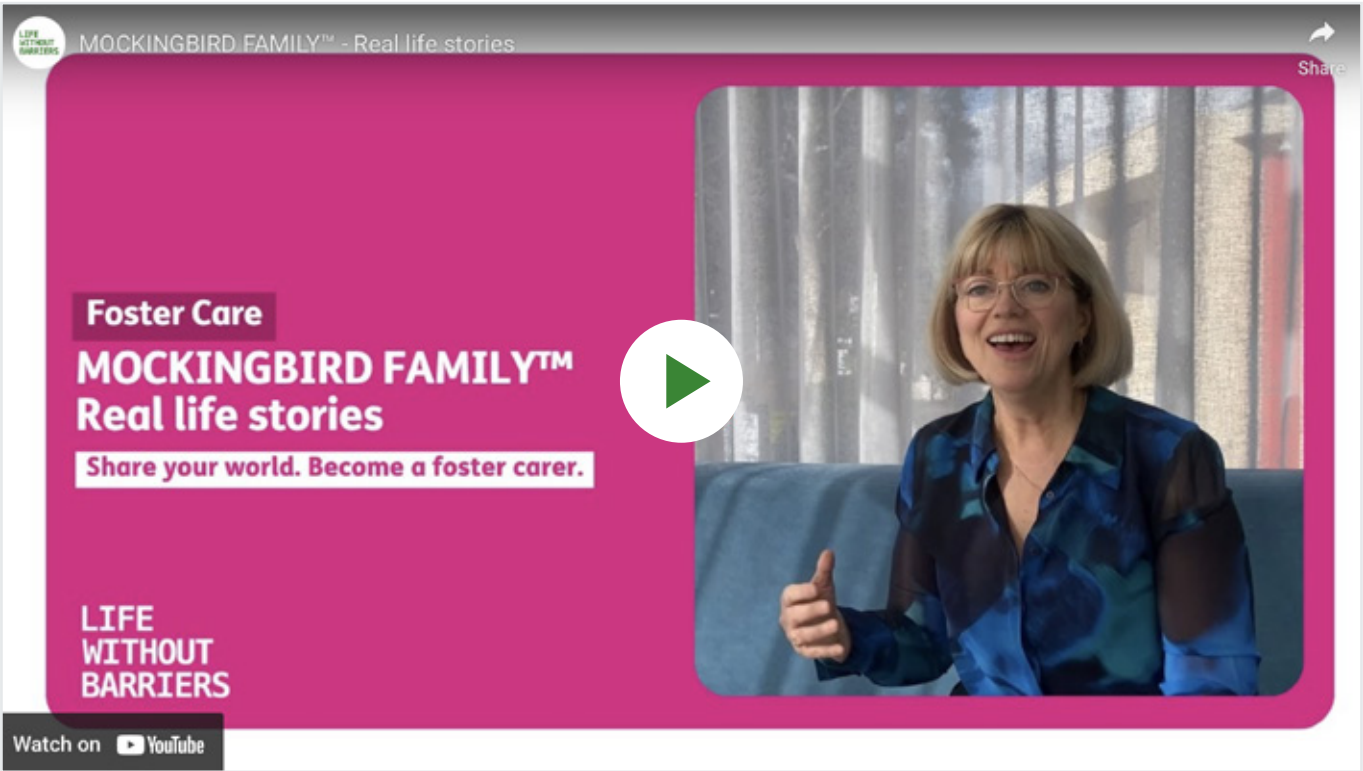 LIFE
WITHOUT
BARRIERS
MOCKINGBIRD FAMILY™ - Real life stories
Share
Foster Care
MOCKINGBIRD FAMILY™
Real life stories
Share your world. Become a foster carer.
LIFE
WITHOUT
BARRIERS
Watch on YouTube